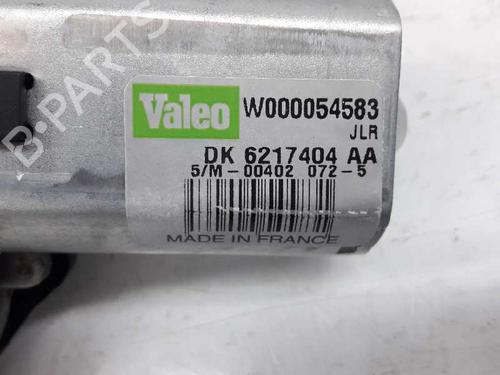 Valeo W000054583
JLR
DK 6217404 AA
5/M-00402 072-5
MADE IN FRANCE
B-PARTS